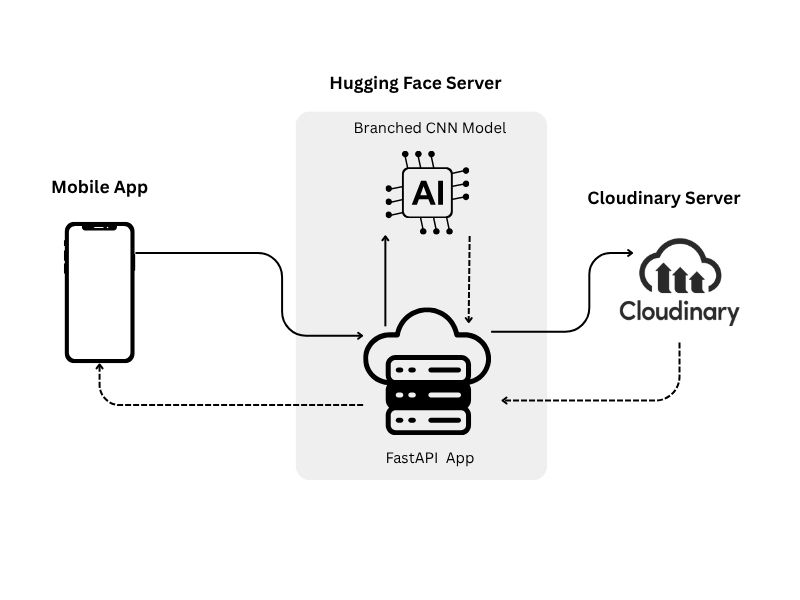 Hugging Face Server
Branched CNN Model
AI
Mobile App
Cloudinary Server
Cloudinary
FastAPI App